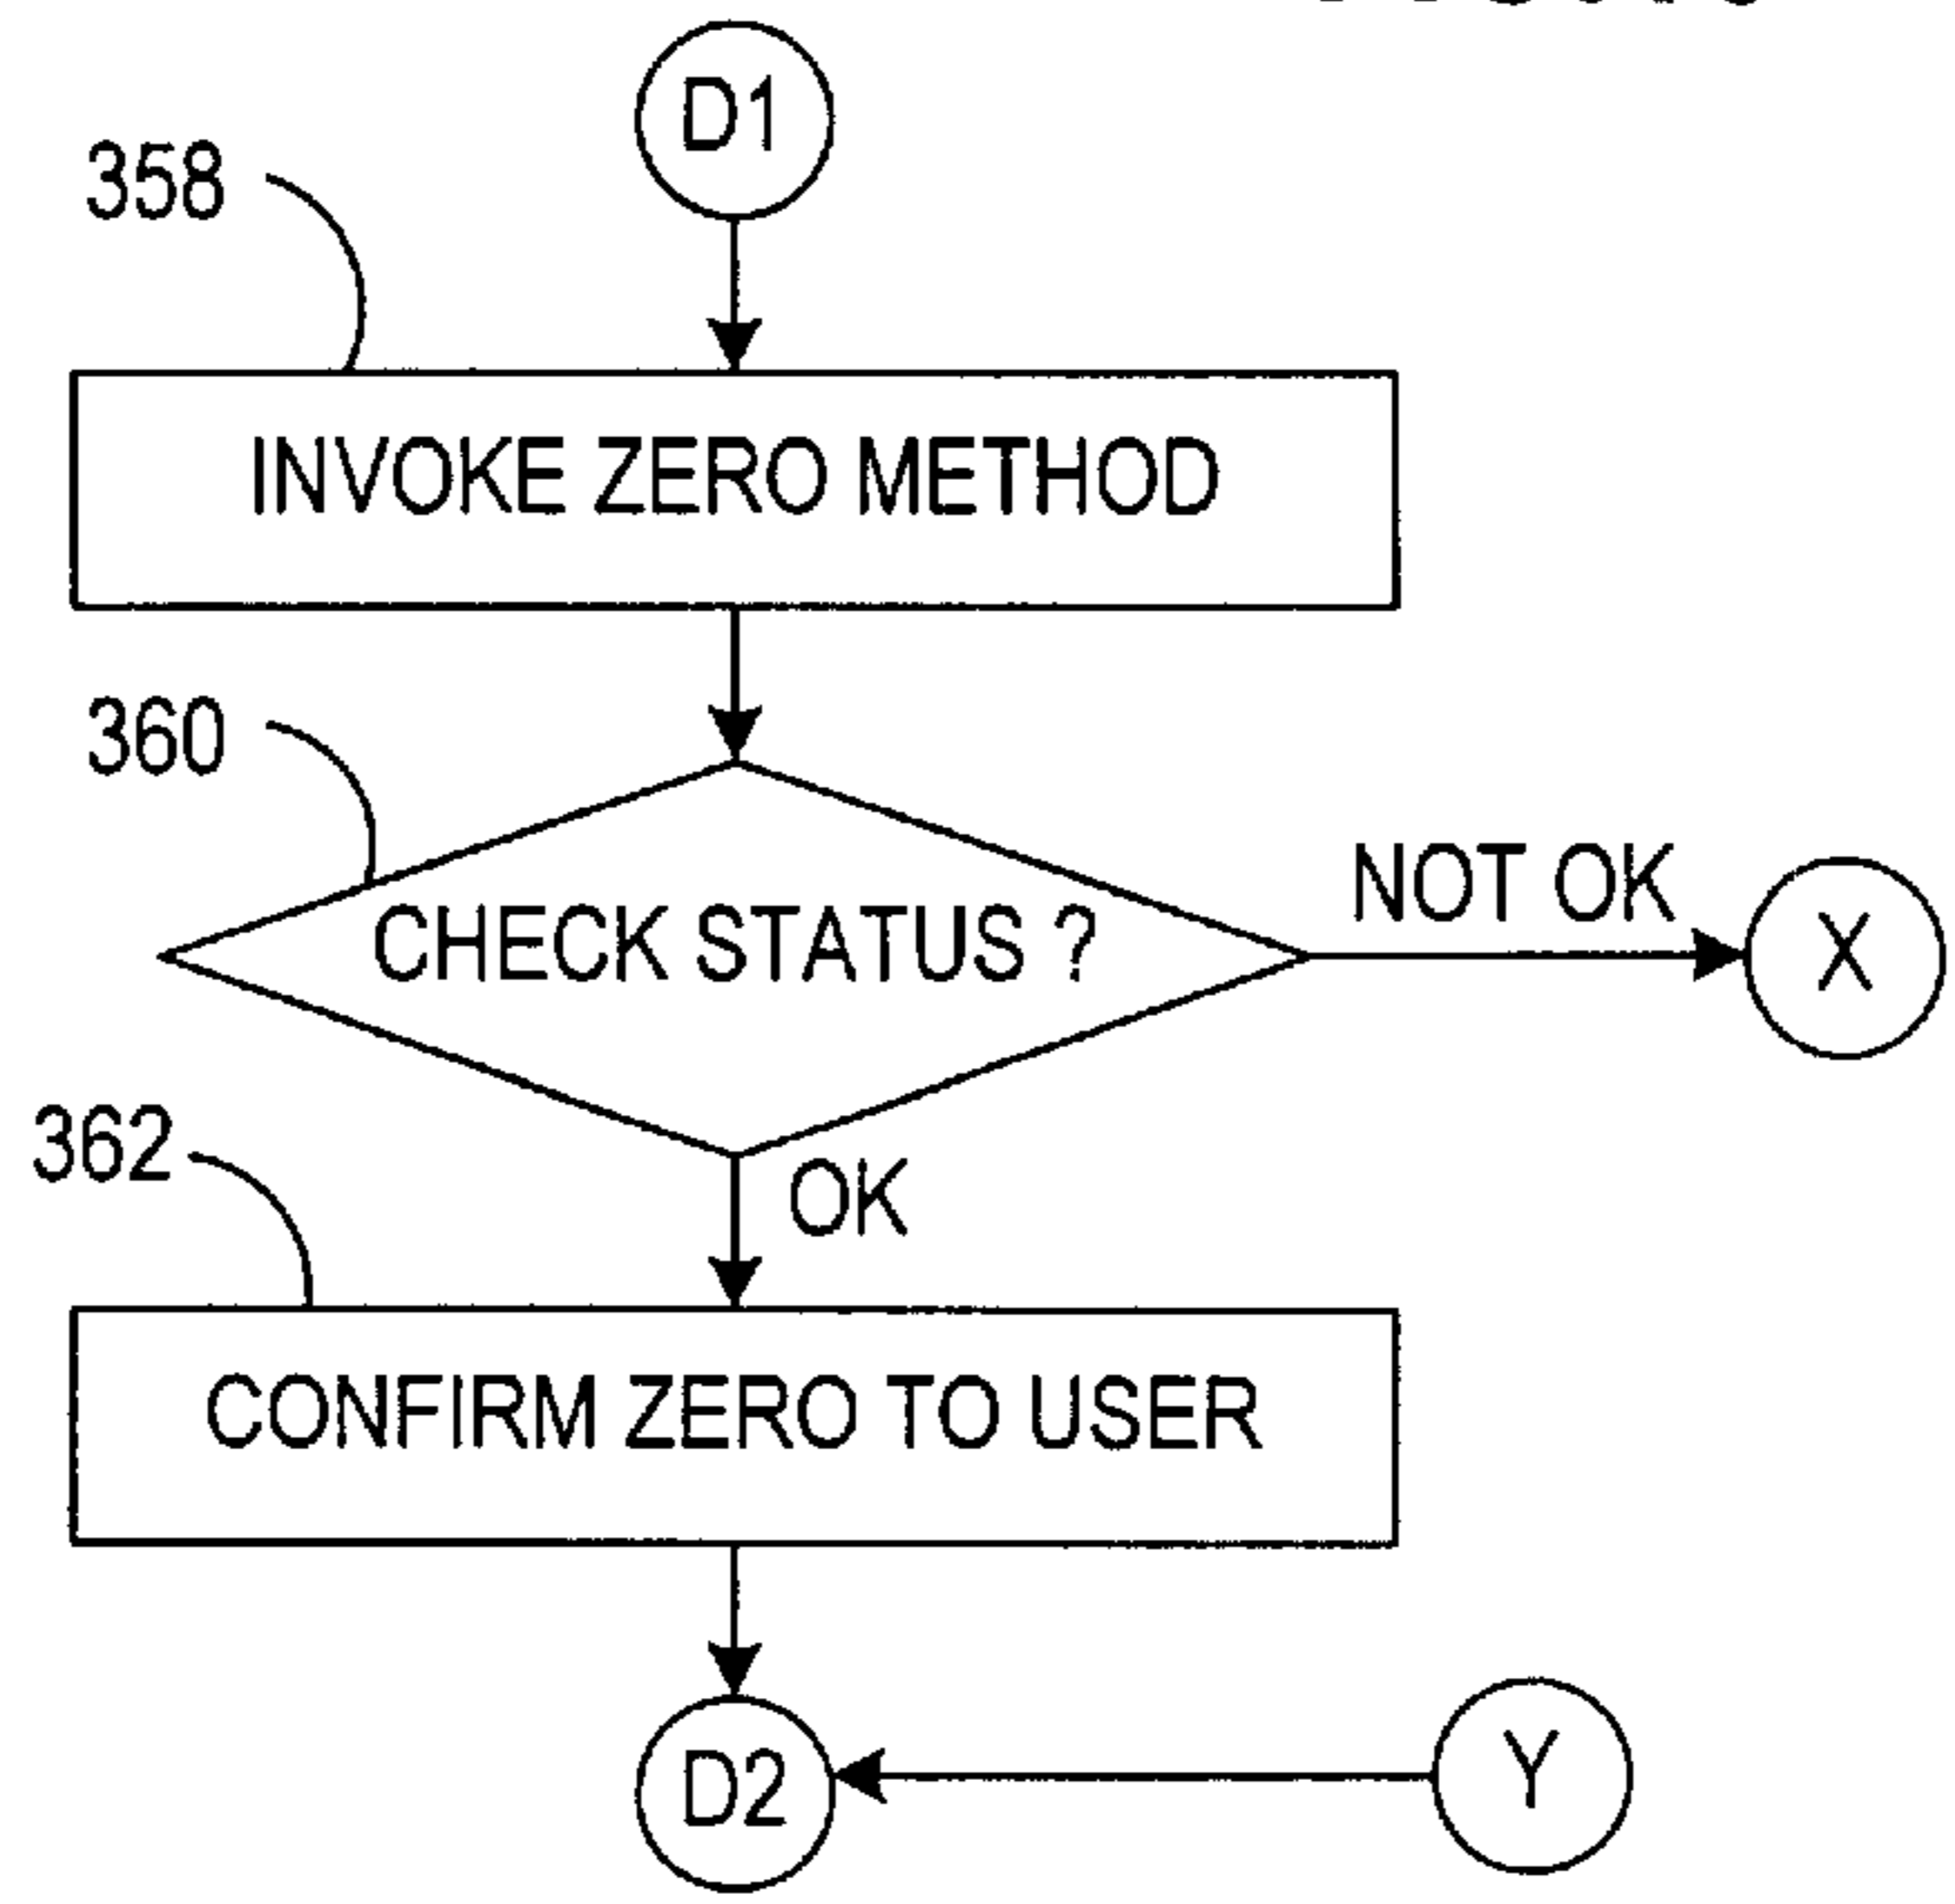 D1
358
INVOKE ZERO METHOD
360
CHECK STATUS ?
NOT OK
X
362
OK
CONFIRM ZERO TO USER
D2
Y